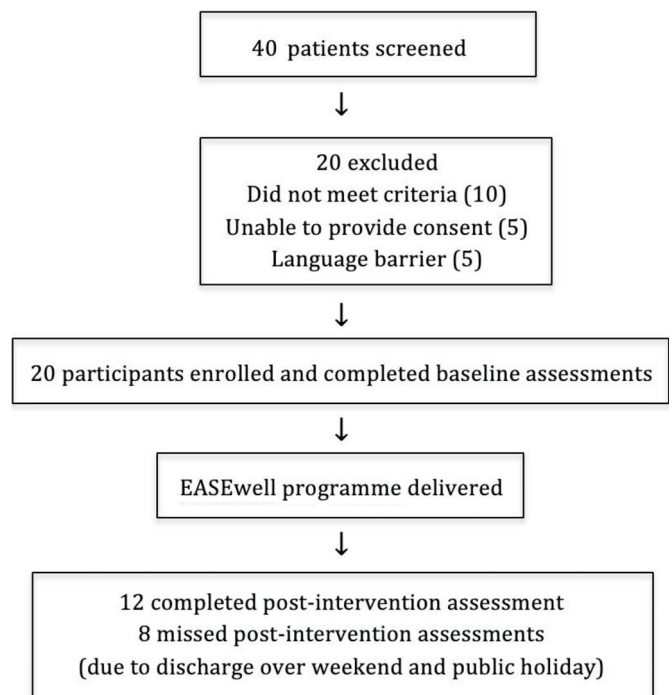 40 patients screened
↓
20 excluded
Did not meet criteria (10)
Unable to provide consent (5)
Language barrier (5)
↓
20 participants enrolled and completed baseline assessments
↓
EASEwell programme delivered
↓
12 completed post-intervention assessment
8 missed post-intervention assessments
(due to discharge over weekend and public holiday)